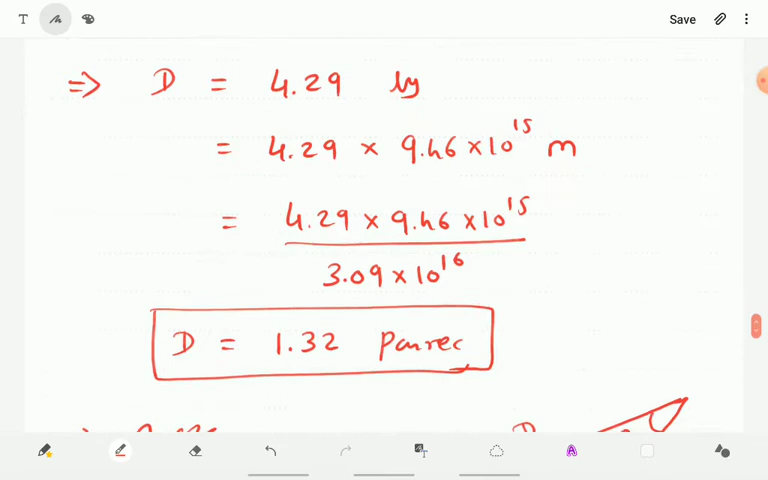 T Save
⇒ D = 4.29 ly
= 4.29 × 9.46 × 10^15 m
= 4.29 × 9.46 × 10^15
3.09 × 10^16
D = 1.32 Parsec
D
A